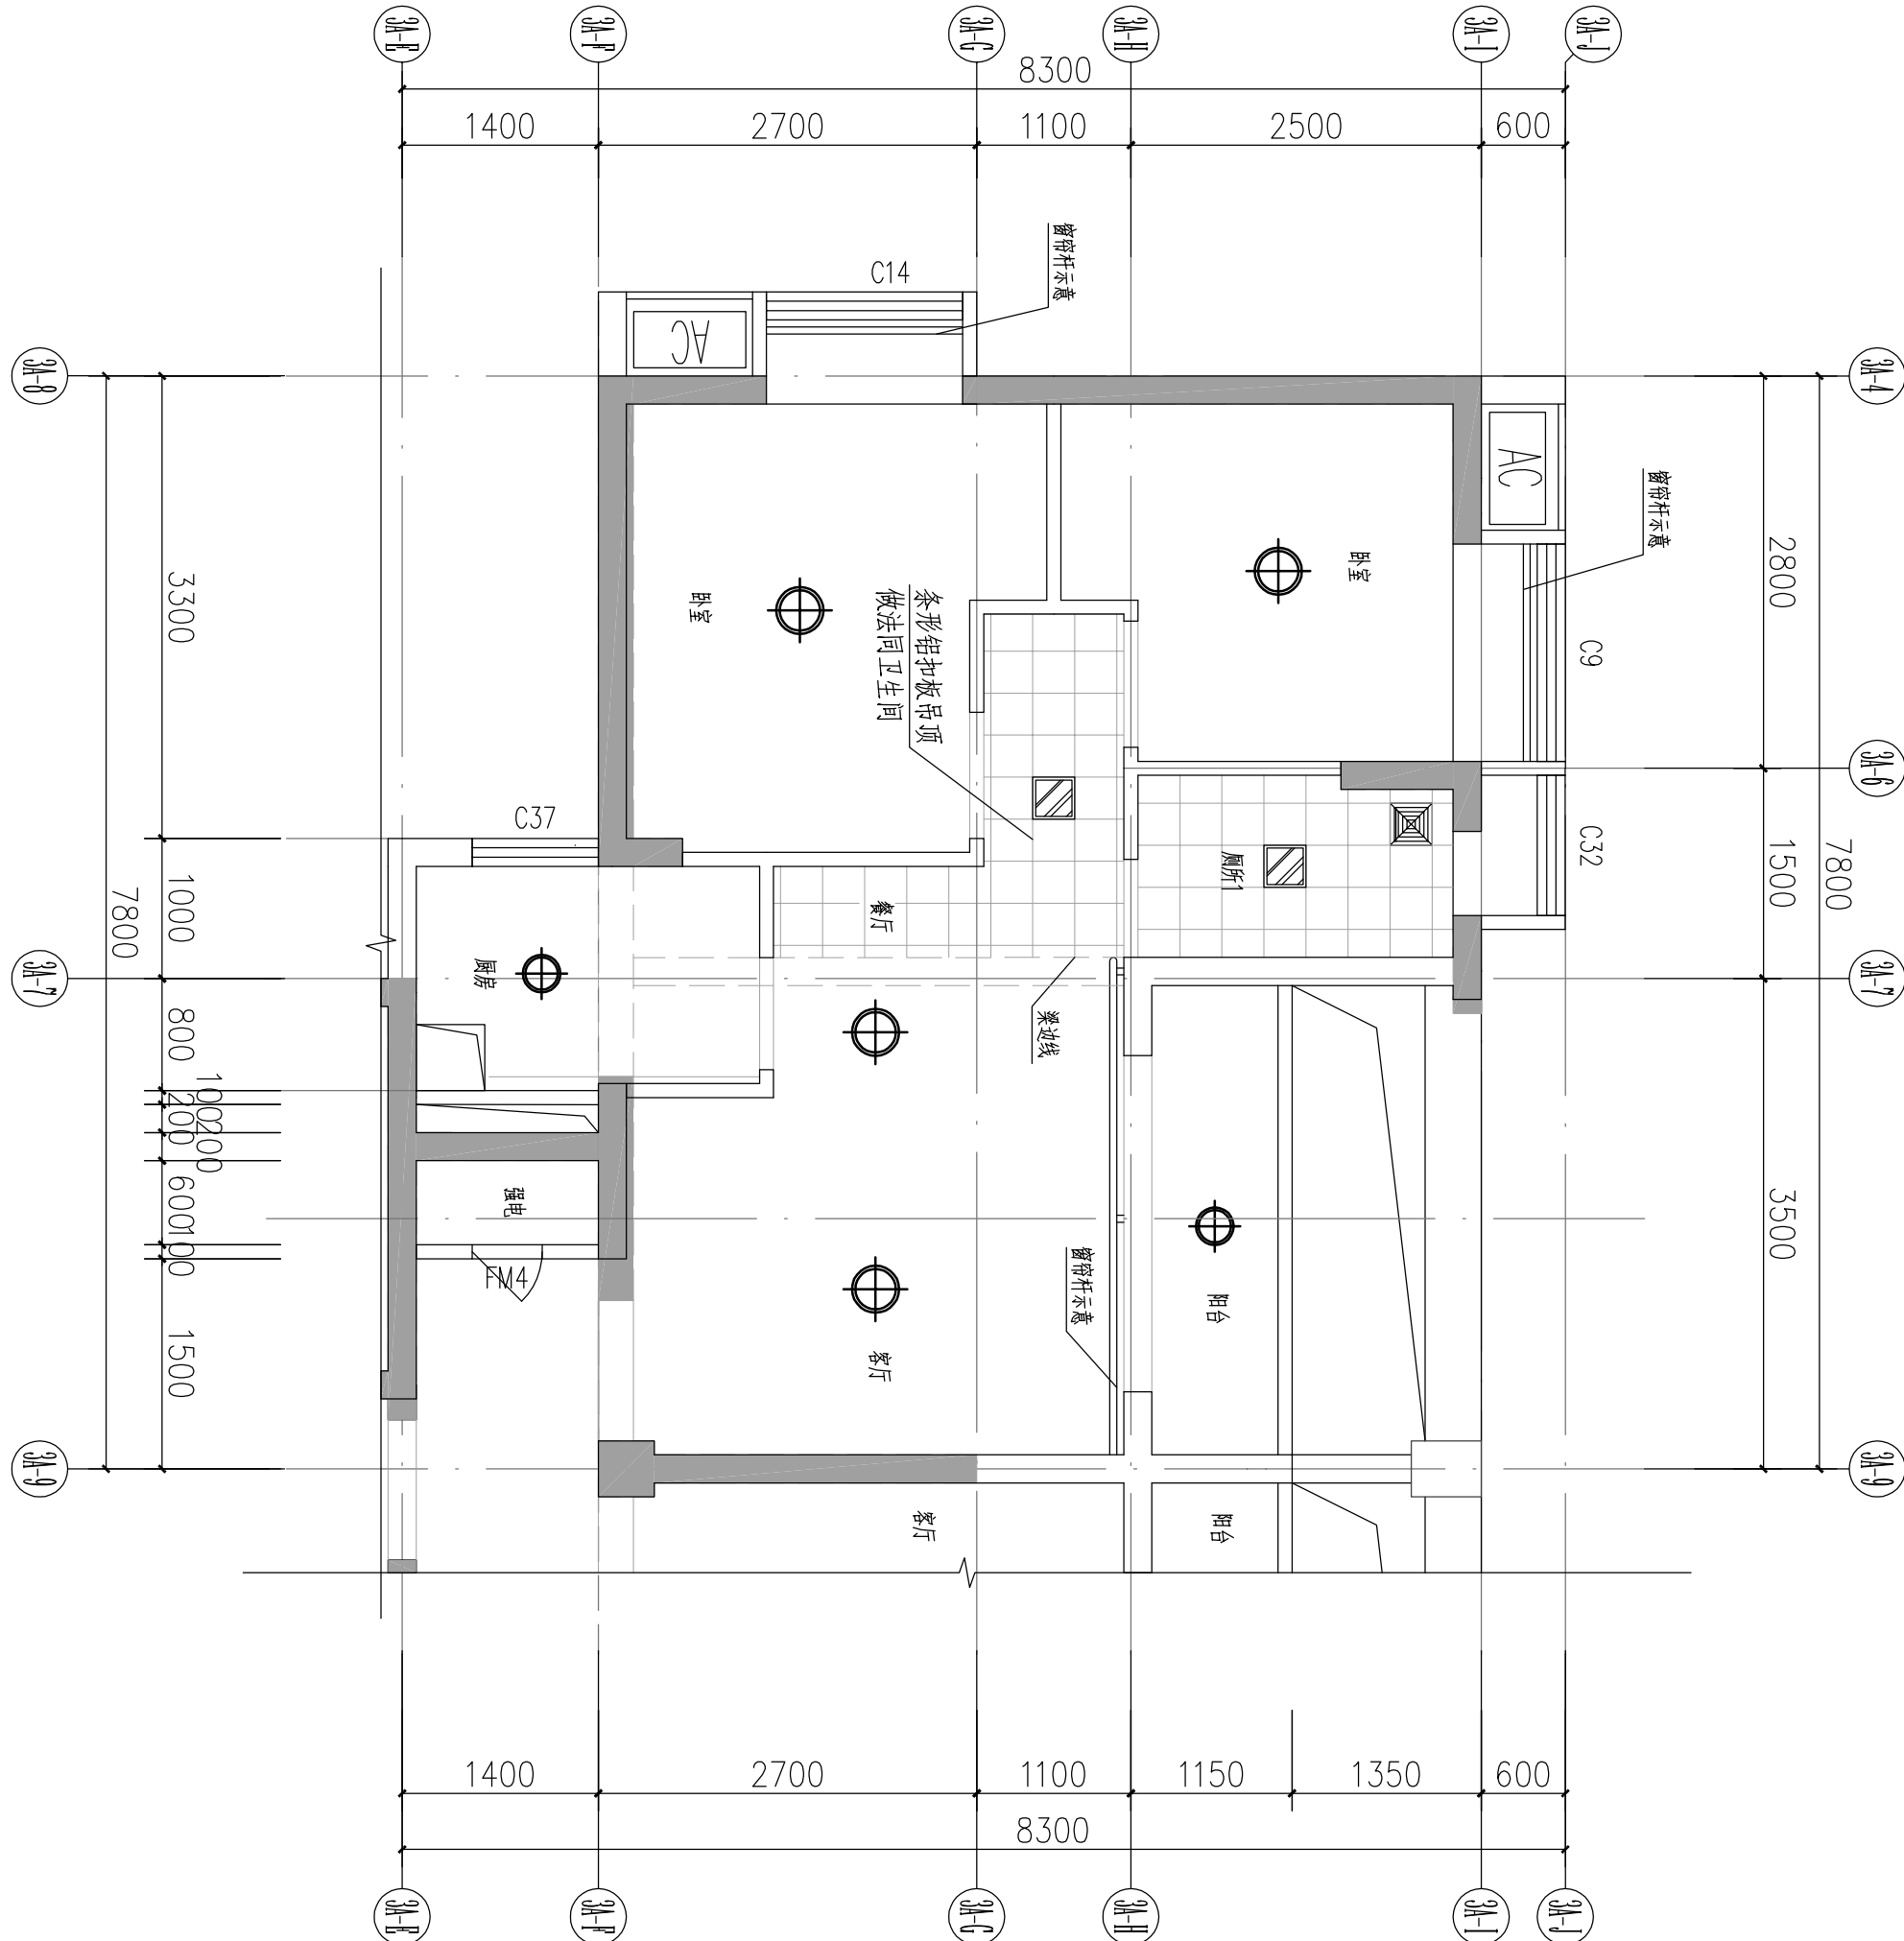 3A-E
3A-F
3A-G
3A-H
3A-I
3A-J
8300
1400
2700
1100
2500
600
窗帘杆示意
C14
AC
3A-8
3A-4
AC
窗帘杆示意
2800
3300
卧室
卧室
条形铝扣板吊顶
做法同卫生间
C9
3A-6
C37
C32
厕所1
1500
7800
1000
7800
餐厅
厨房
3A-7
3A-7
800
梁边线
100
200
200
600
100
强电
FM4
3500
窗帘杆示意
阳台
客厅
1500
3A-9
3A-9
客厅
阳台
1400
2700
1100
1150
1350
600
8300
3A-E
3A-F
3A-G
3A-H
3A-I
3A-J